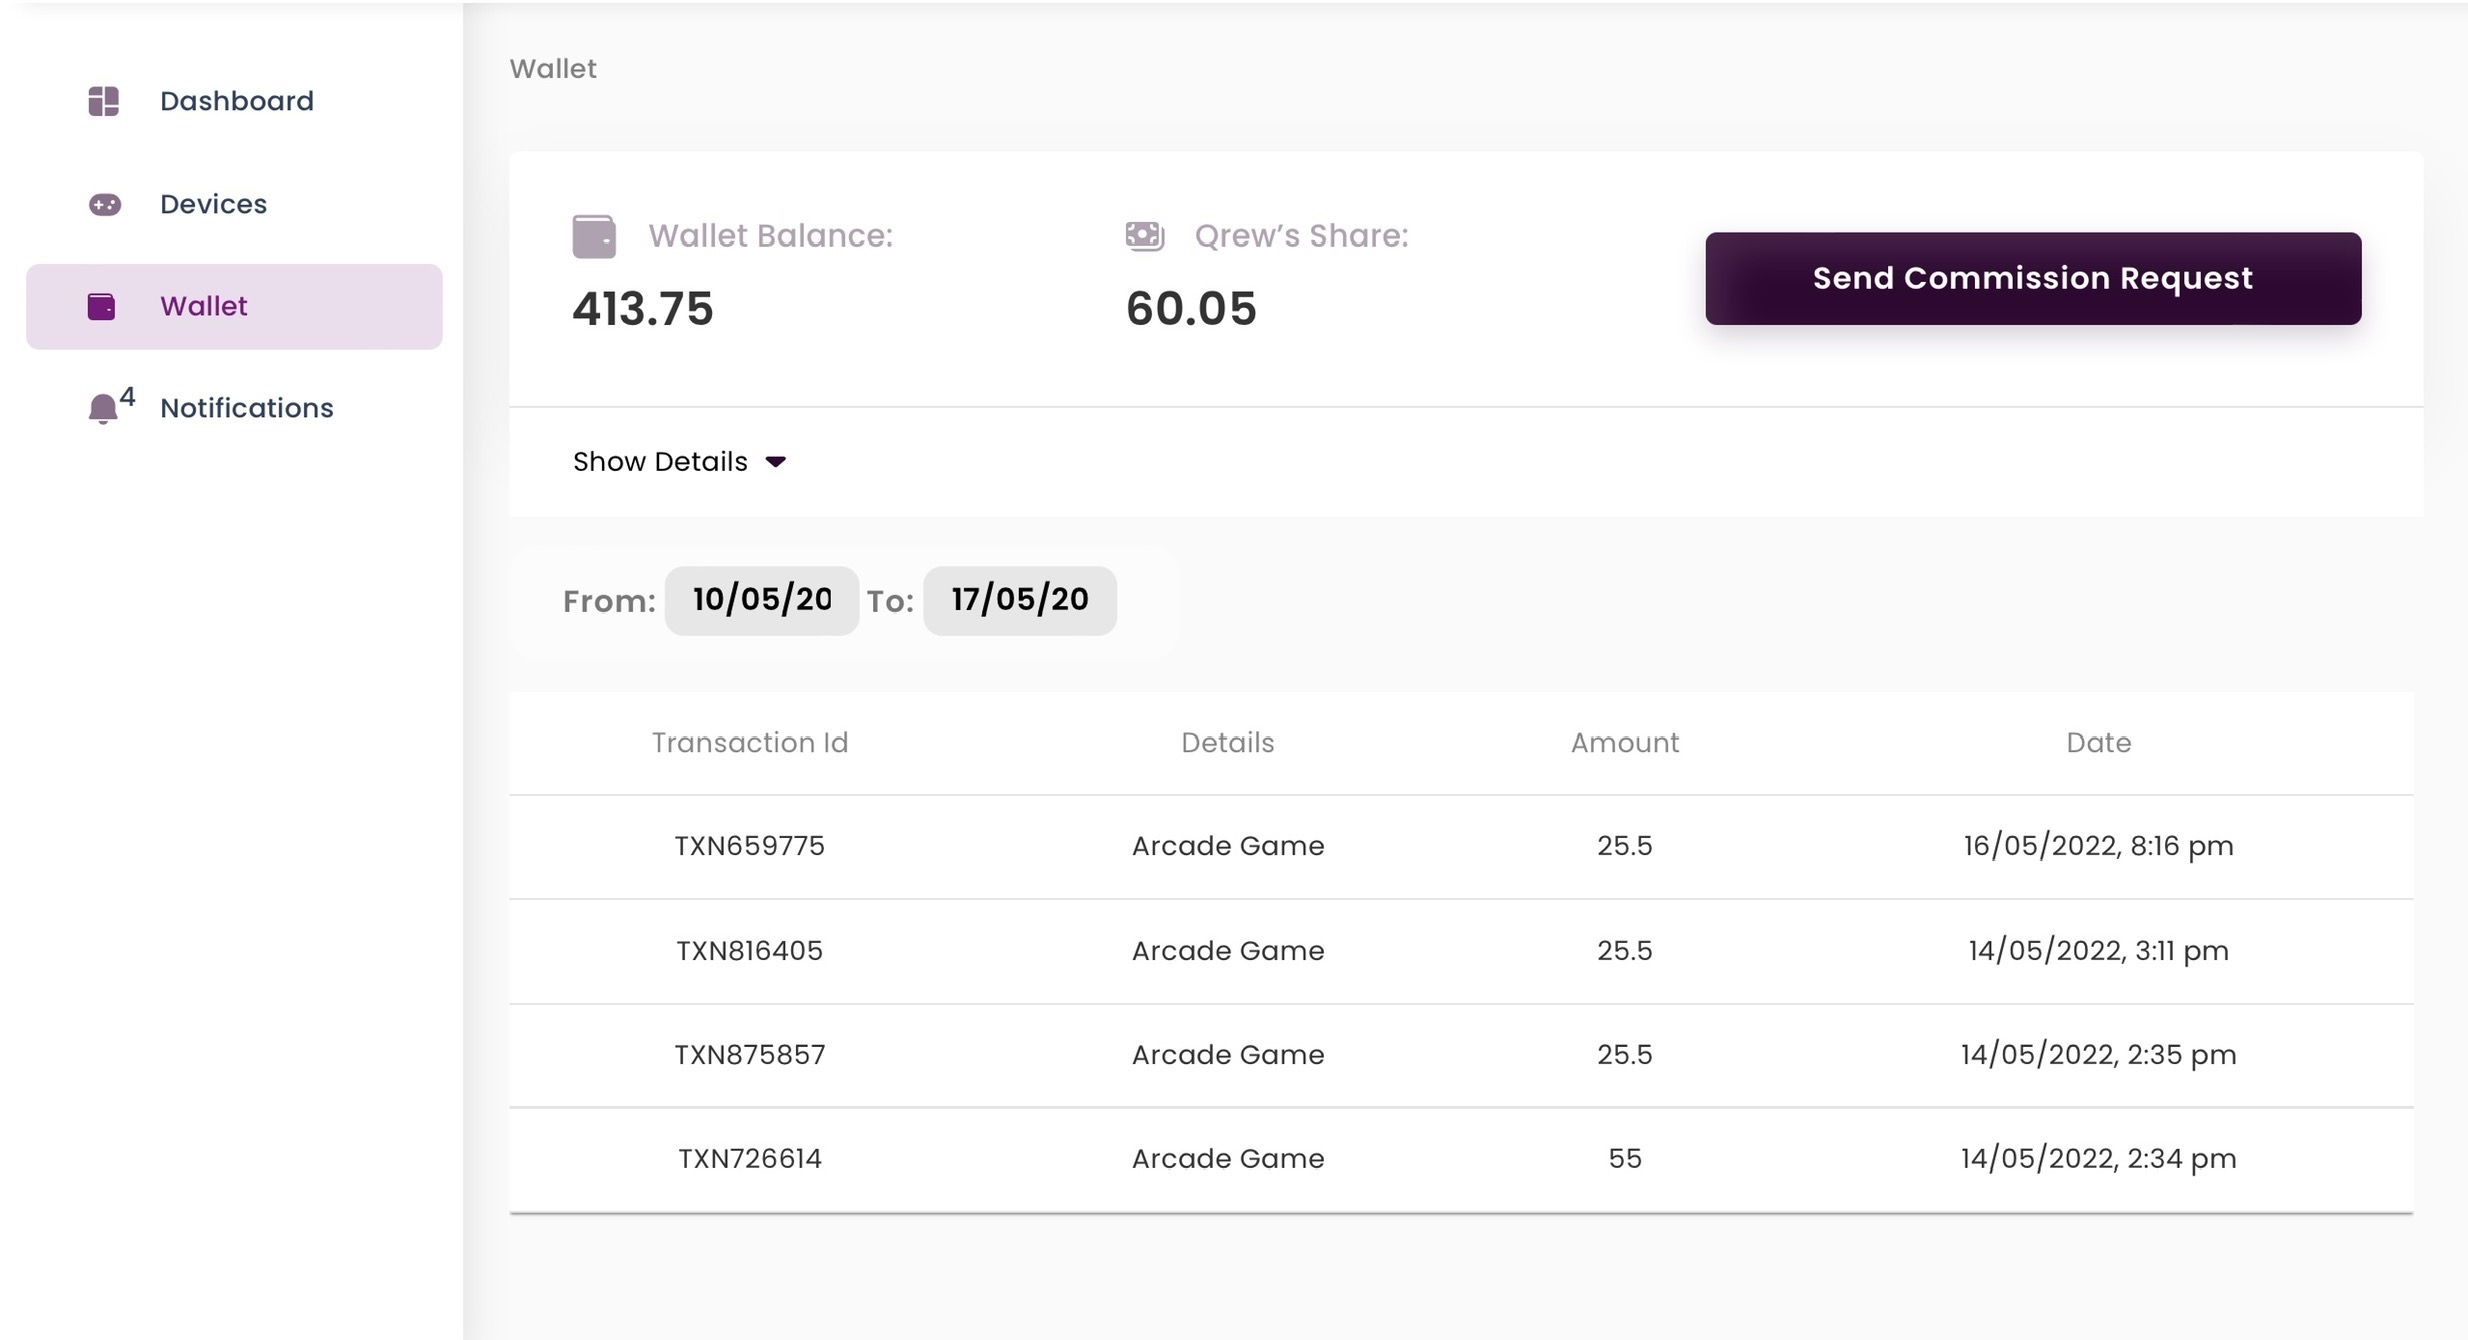 Wallet
Dashboard
Devices
Wallet
4 Notifications
Wallet Balance:
413.75
Qrew’s Share:
60.05
Send Commission Request
Show Details
From: 10/05/20 To: 17/05/20
Transaction Id Details Amount Date
TXN659775 Arcade Game 25.5 16/05/2022, 8:16 pm
TXN816405 Arcade Game 25.5 14/05/2022, 3:11 pm
TXN875857 Arcade Game 25.5 14/05/2022, 2:35 pm
TXN726614 Arcade Game 55 14/05/2022, 2:34 pm